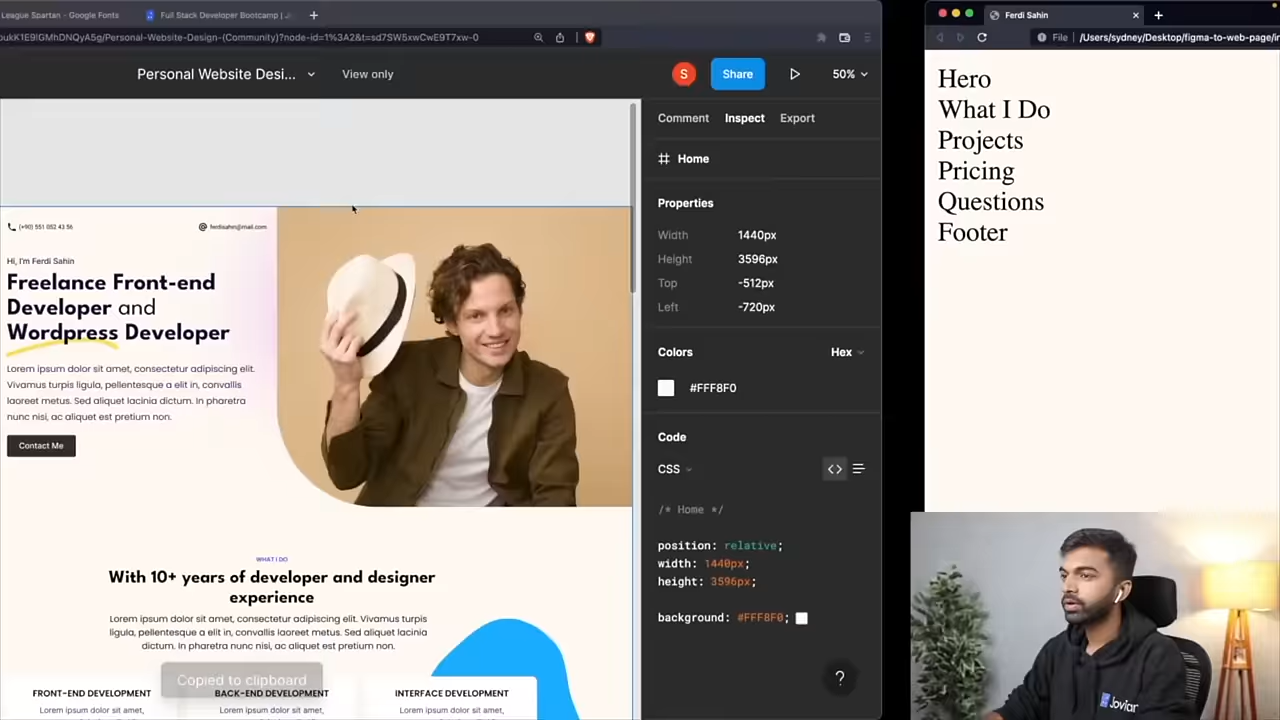 League Spartan - Google Fonts
Full Stack Developer Bootcamp | J
Personal-Website-Design-(Community)?node-id=1%3A2&t=sd7SW5xwCwE9T7xw-0
Personal Website Desi...
View only
S
Share
50%
Comment
Inspect
Export
Home
Properties
Width 1440px
Height 3596px
Top -512px
Left -720px
Colors
Hex
#FFF8F0
Code
CSS
/* Home */
position: relative;
width: 1440px;
height: 3596px;
background: #FFF8F0;
?
(+90) 551 052 43 56
ferdisahin@mail.com
Hi, I'm Ferdi Sahin
Freelance Front-end
Developer and
Wordpress Developer
Lorem ipsum dolor sit amet, consectetur adipiscing elit.
Vivamus turpis ligula, pellentesque a elit in, convallis
laoreet metus. Sed aliquet lacinia dictum. In pharetra
nunc nisi, ac aliquet est pretium non.
Contact Me
WHAT I DO
With 10+ years of developer and designer
experience
Lorem ipsum dolor sit amet, consectetur adipiscing elit. Vivamus turpis
ligula, pellentesque a elit in, convallis laoreet metus. Sed aliquet lacinia
dictum. In pharetra nunc nisi, ac aliquet est pretium non.
Copied to clipboard
FRONT-END DEVELOPMENT
Lorem ipsum dolor sit amet,
BACK-END DEVELOPMENT
Lorem ipsum dolor sit amet,
INTERFACE DEVELOPMENT
Lorem ipsum dolor sit amet,
Ferdi Sahin
File
/Users/sydney/Desktop/figma-to-web-page/in
Hero
What I Do
Projects
Pricing
Questions
Footer
Jovian